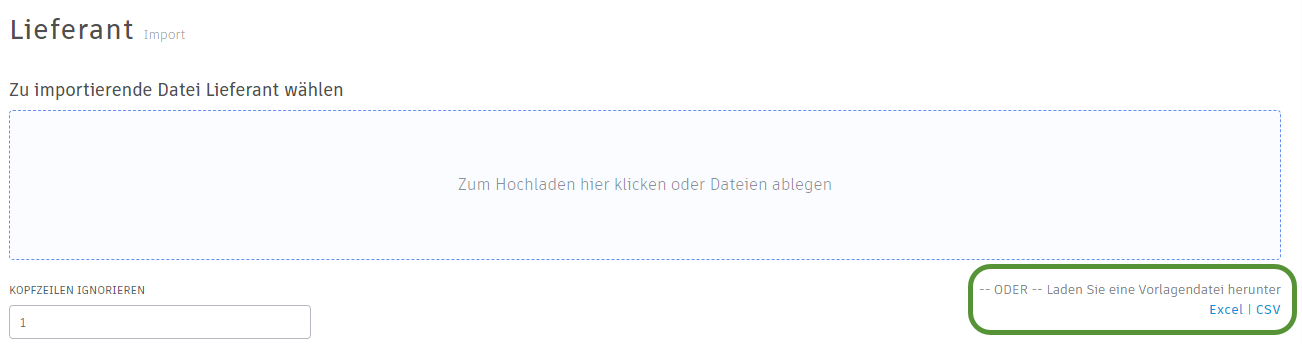 Lieferant Import
Zu importierende Datei Lieferant wählen
Zum Hochladen hier klicken oder Dateien ablegen
KOPFZEILEN IGNORIEREN
1
-- ODER -- Laden Sie eine Vorlagendatei herunter
Excel | CSV